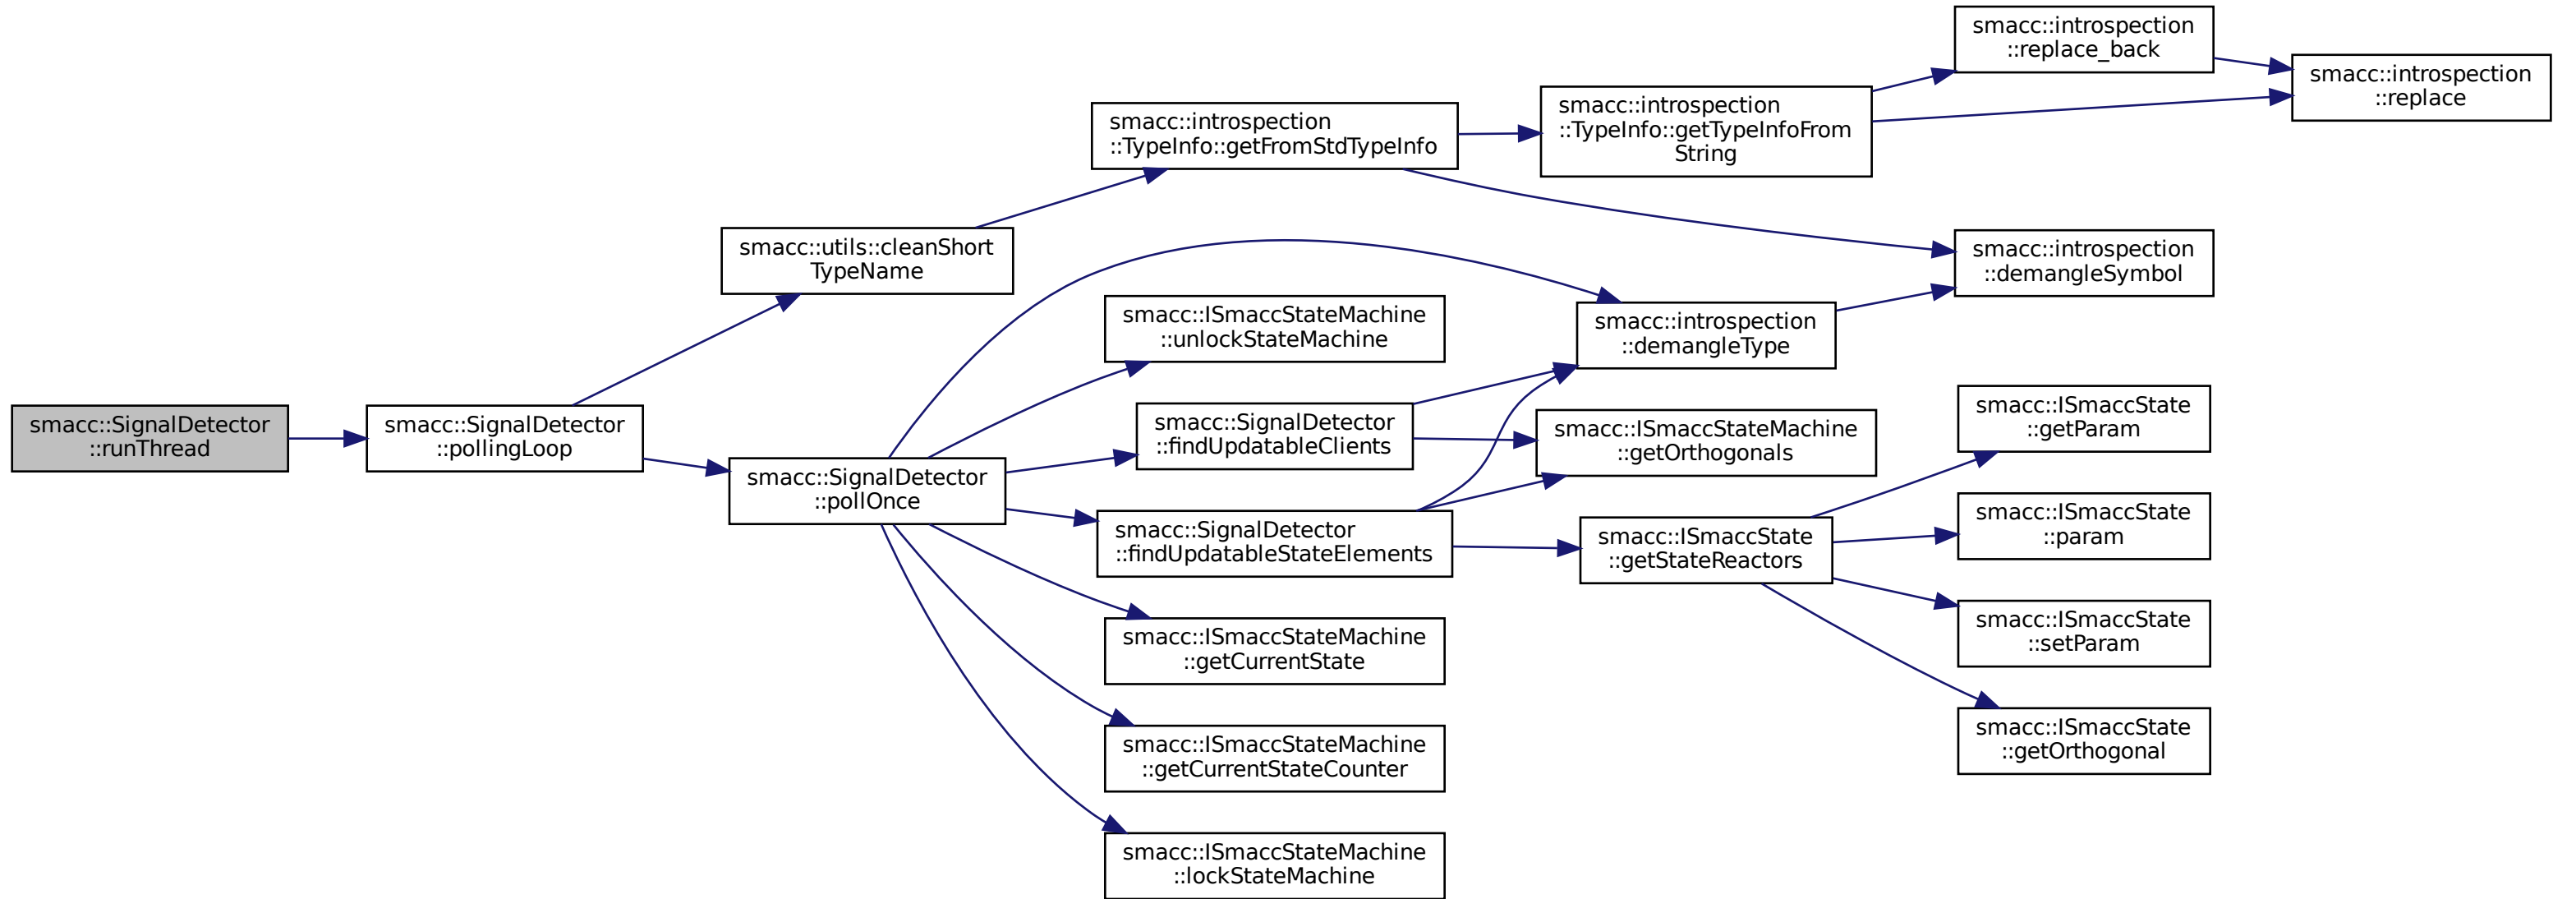 smacc::SignalDetector
::runThread
smacc::SignalDetector
::pollingLoop
smacc::utils::cleanShort
TypeName
smacc::SignalDetector
::pollOnce
smacc::introspection
::TypeInfo::getFromStdTypeInfo
smacc::ISmaccStateMachine
::unlockStateMachine
smacc::SignalDetector
::findUpdatableClients
smacc::SignalDetector
::findUpdatableStateElements
smacc::ISmaccStateMachine
::getCurrentState
smacc::ISmaccStateMachine
::getCurrentStateCounter
smacc::ISmaccStateMachine
::lockStateMachine
smacc::introspection
::TypeInfo::getTypeInfoFrom
String
smacc::introspection
::demangleType
smacc::ISmaccStateMachine
::getOrthogonals
smacc::ISmaccState
::getStateReactors
smacc::introspection
::replace_back
smacc::introspection
::demangleSymbol
smacc::ISmaccState
::getParam
smacc::ISmaccState
::param
smacc::ISmaccState
::setParam
smacc::ISmaccState
::getOrthogonal
smacc::introspection
::replace